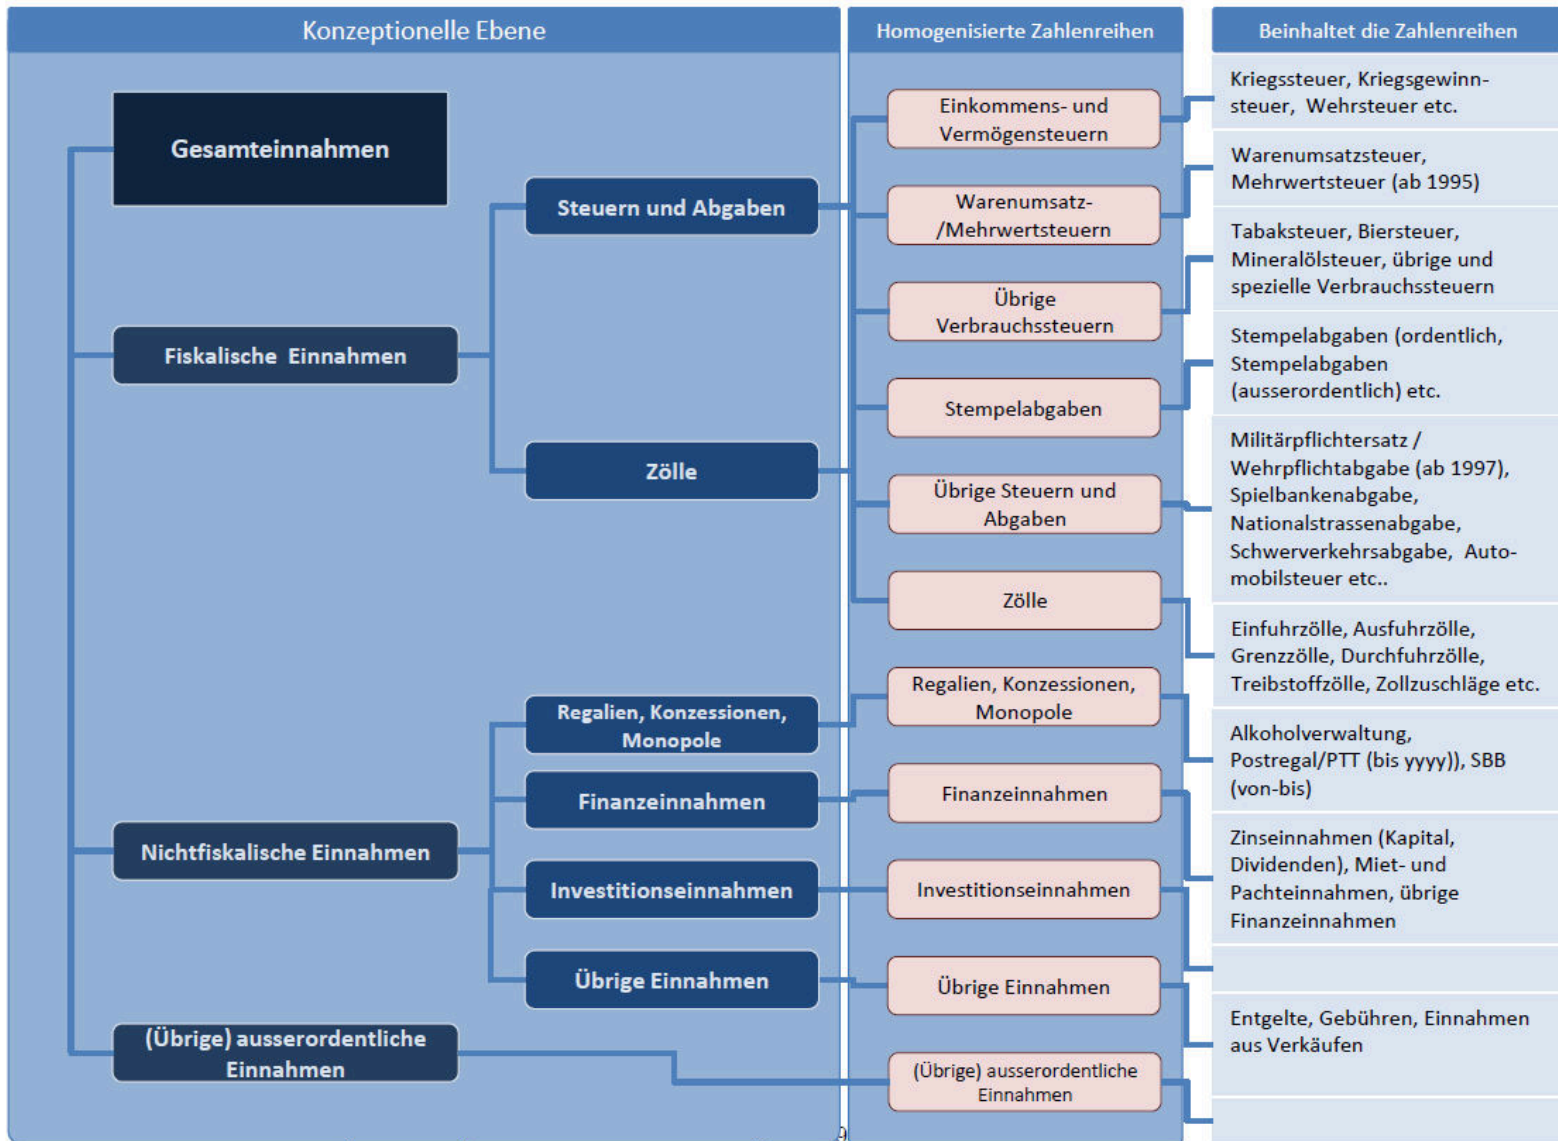 Konzeptionelle Ebene
Homogenisierte Zahlenreihen
Beinhaltet die Zahlenreihen
Gesamteinnahmen
Fiskalische Einnahmen
Nichtfiskalische Einnahmen
(Übrige) ausserordentliche
Einnahmen
Steuern und Abgaben
Zölle
Regalien, Konzessionen,
Monopole
Finanzeinnahmen
Investitionseinnahmen
Übrige Einnahmen
Einkommens- und
Vermögensteuern
Warenumsatz-
/Mehrwertsteuern
Übrige
Verbrauchssteuern
Stempelabgaben
Übrige Steuern und
Abgaben
Zölle
Regalien, Konzessionen,
Monopole
Finanzeinnahmen
Investitionseinnahmen
Übrige Einnahmen
(Übrige) ausserordentliche
Einnahmen
Kriegssteuer, Kriegsgewinn-
steuer, Wehrsteuer etc.
Warenumsatzsteuer,
Mehrwertsteuer (ab 1995)
Tabaksteuer, Biersteuer,
Mineralölsteuer, übrige und
spezielle Verbrauchssteuern
Stempelabgaben (ordentlich,
Stempelabgaben
(ausserordentlich) etc.
Militärpflichtersatz /
Wehrpflichtabgabe (ab 1997),
Spielbankenabgabe,
Nationalstrassenabgabe,
Schwerverkehrsabgabe, Auto-
mobilsteuer etc..
Einfuhrzölle, Ausfuhrzölle,
Grenzzölle, Durchfuhrzölle,
Treibstoffzölle, Zollzuschläge etc.
Alkoholverwaltung,
Postregal/PTT (bis yyyy)), SBB
(von-bis)
Zinseinnahmen (Kapital,
Dividenden), Miet- und
Pachteinnahmen, übrige
Finanzeinnahmen
Entgelte, Gebühren, Einnahmen
aus Verkäufen